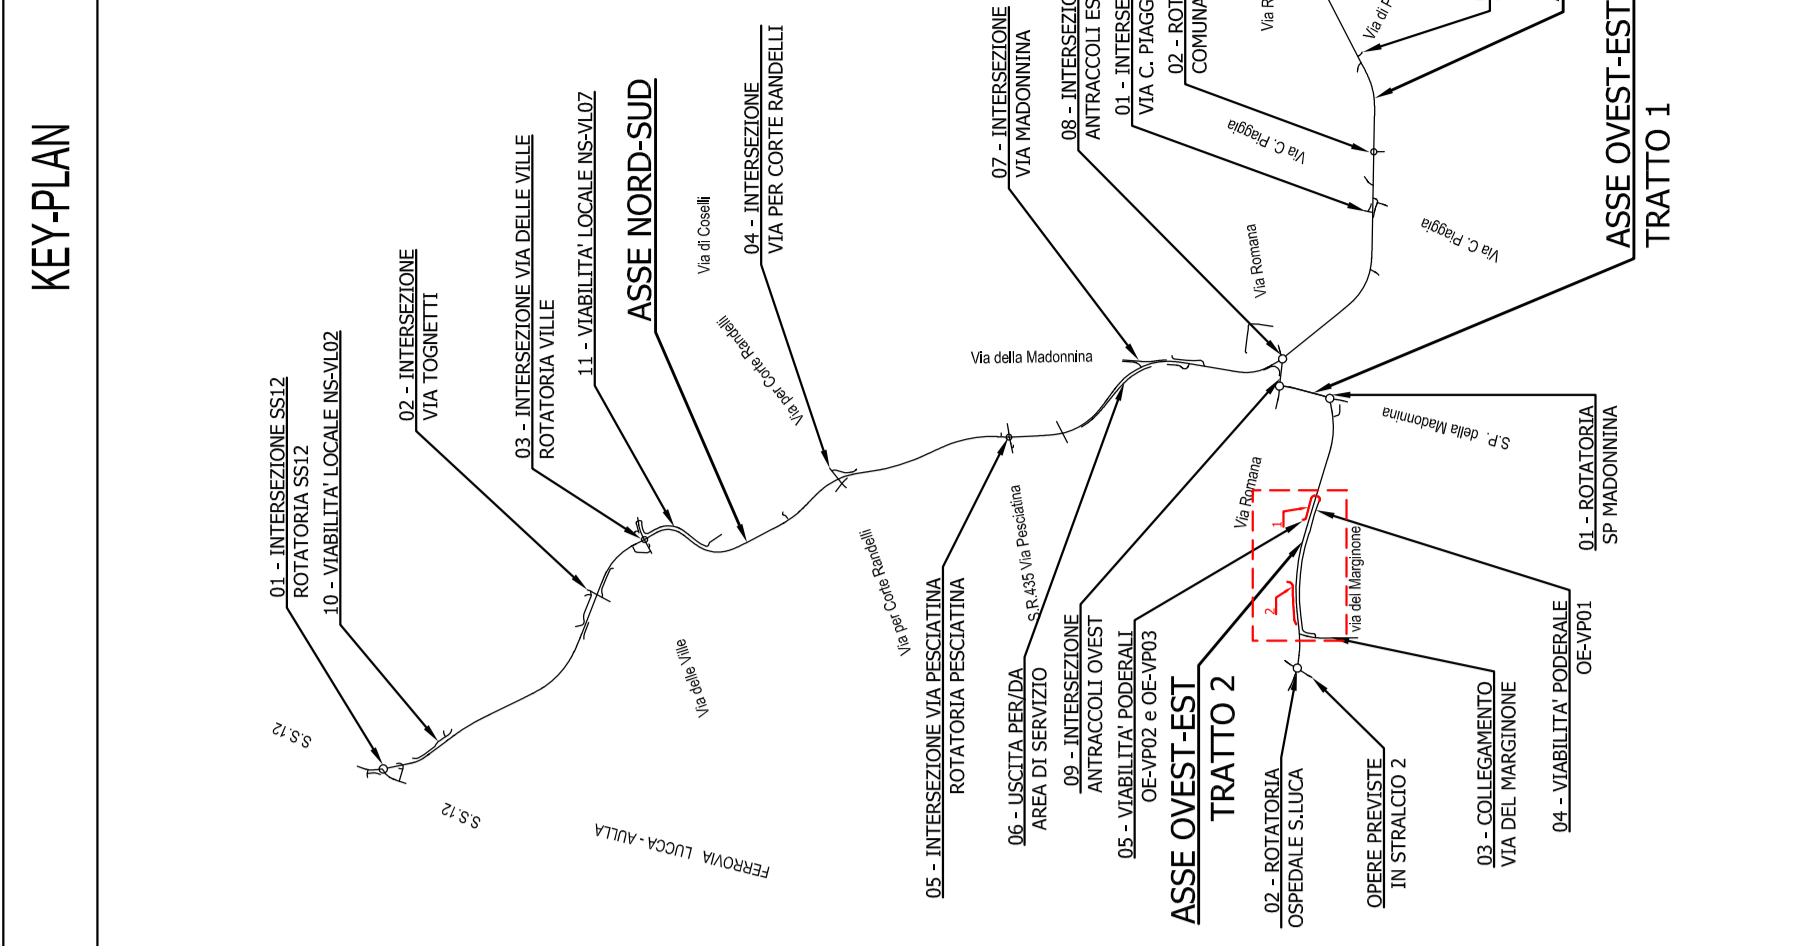 KEY-PLAN
01 - INTERSEZIONE SS12
ROTATORIA SS12
10 - VIABILITA' LOCALE NS-VL02
02 - INTERSEZIONE
VIA TOGNETTI
03 - INTERSEZIONE VIA DELLE VILLE
ROTATORIA VILLE
11 - VIABILITA' LOCALE NS-VL07
ASSE NORD-SUD
Via di Coselli
04 - INTERSEZIONE
VIA PER CORTE RANDELLI
Via per Corte Randelli
07 - INTERSEZIONE
VIA MADONNINA
Via della Madonnina
ANTRACCOLI ES
VIA C. PIAGG
COMUNA
Via di
Via C. Piaggia
Via C. Piaggia
Via Romana
ASSE OVEST-EST
TRATTO 1
S.S.12
S.S.12
FERROVIA LUCCA - AULLA
Via delle Ville
Via per Corte Randelli
05 - INTERSEZIONE VIA PESCIATINA
ROTATORIA PESCIATINA
S.R.435 Via Pesciatina
06 - USCITA PER/DA
AREA DI SERVIZIO
09 - INTERSEZIONE
ANTRACCOLI OVEST
05 - VIABILITA' PODERALI
OE-VP02 e OE-VP03
ASSE OVEST-EST
TRATTO 2
Via Romana
1
2
via del Marginone
S.P. della Madonnina
02 - ROTATORIA
OSPEDALE S.LUCA
OPERE PREVISTE
IN STRALCIO 2
03 - COLLEGAMENTO
VIA DEL MARGINONE
04 - VIABILITA' PODERALE
OE-VP01
01 - ROTATORIA
SP MADONNINA